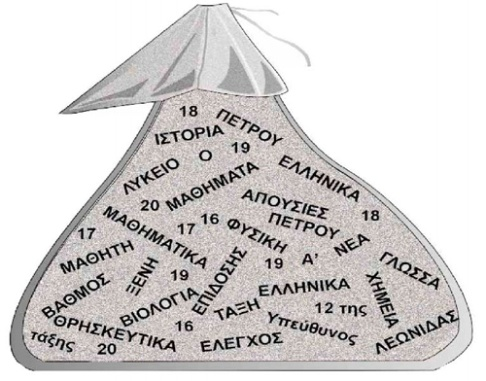 18
ΠΕΤΡΟΥ
ΙΣΤΟΡΙΑ
19
Ο
ΕΛΛΗΝΙΚΑ
ΛΥΚΕΙΟ
ΜΑΘΗΜΑΤΑ
20
ΑΠΟΥΣΙΕΣ
ΠΕΤΡΟΥ
18
16
17
ΦΥΣΙΚΗ
ΜΑΘΗΜΑΤΙΚΑ
17
ΜΑΘΗΤΗ
ΝΕΑ
Α'
19
ΓΛΩΣΣΑ
ΞΕΝΗ
19
ΕΠΙΔΟΣΗΣ
ΕΛΛΗΝΙΚΑ
ΧΗΜΕΙΑ
ΒΑΘΜΟΣ
ΒΙΟΛΟΓΙΑ
ΤΑΞΗ
12 της
16
Υπεύθυνος
ΛΕΩΝΙΔΑΣ
ΘΡΗΣΚΕΥΤΙΚΑ
τάξης
20
ΕΛΕΓΧΟΣ